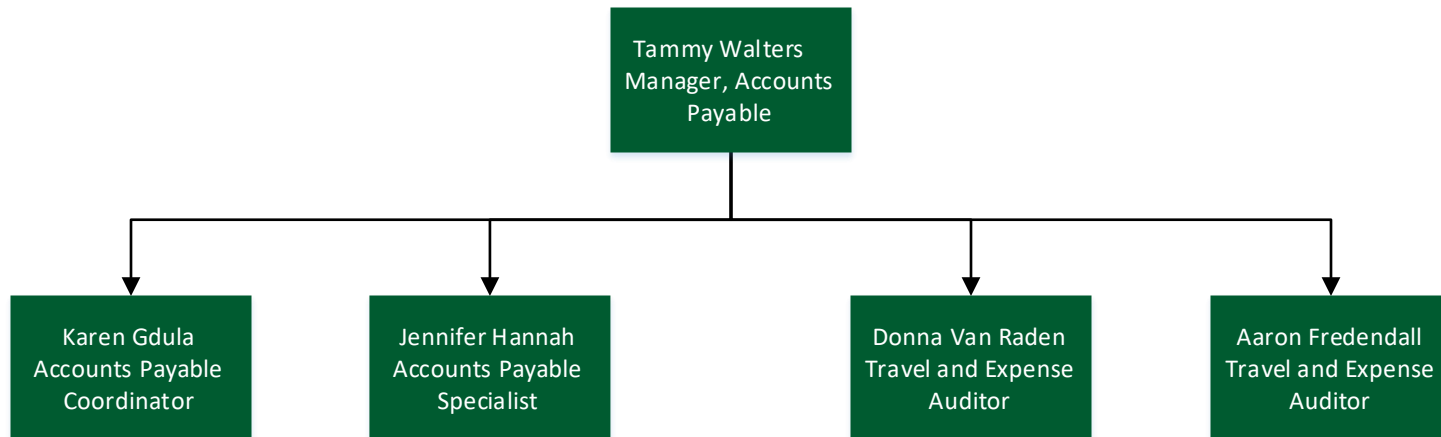 Tammy Walters
Manager, Accounts
Payable
Karen Gdula
Accounts Payable
Coordinator
Jennifer Hannah
Accounts Payable
Specialist
Donna Van Raden
Travel and Expense
Auditor
Aaron Fredendall
Travel and Expense
Auditor